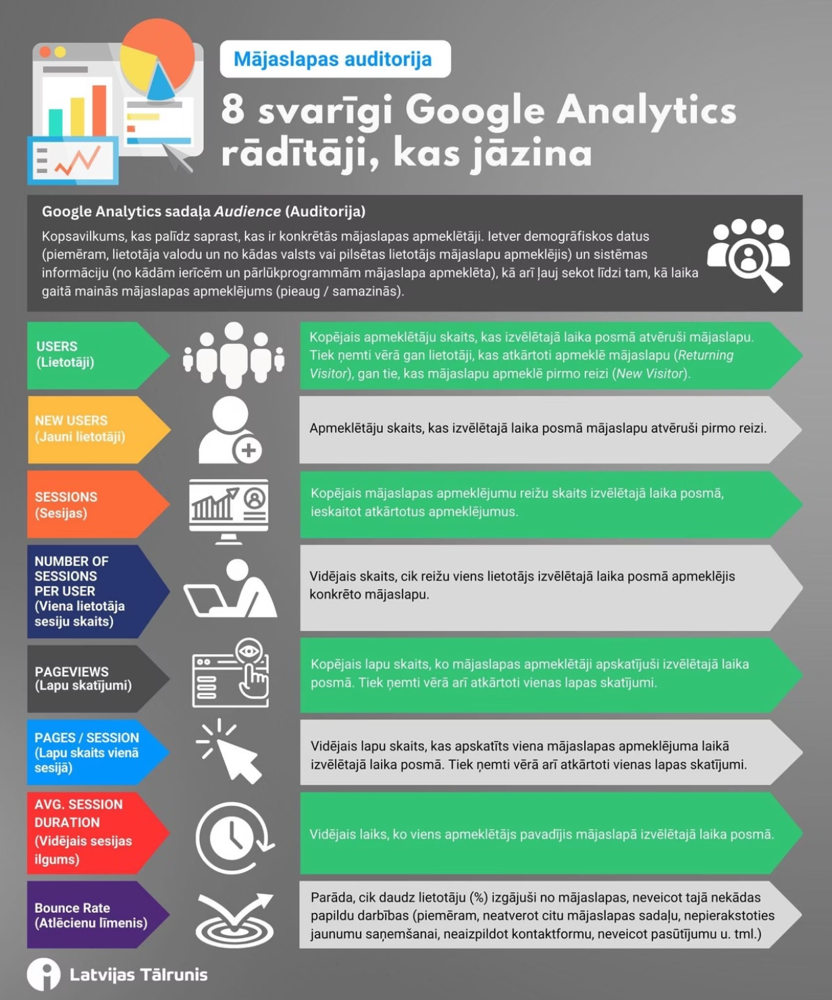 Mājaslapas auditorija
8 svarīgi Google Analytics
rādītāji, kas jāzina
Google Analytics sadaļa Audience (Auditorija)
Kopsavilkums, kas palīdz saprast, kas ir konkrētās mājaslapas apmeklētāji. Ietver demogrāfiskos datus
(piemēram, lietotāja valodu un no kādas valsts vai pilsētas lietotājs mājaslapu apmeklējis) un sistēmas
informāciju (no kādām ierīcēm un pārlūkprogrammām mājaslapa apmeklēta), kā arī ļauj sekot līdzi tam, kā laika
gaitā mainās mājaslapas apmeklējums (pieaug / samazinās).
USERS
(Lietotāji)
Kopējais apmeklētāju skaits, kas izvēlētajā laika posmā atvēruši mājaslapu.
Tiek ņemti vērā gan lietotāji, kas atkārtoti apmeklē mājaslapu (Returning
Visitor), gan tie, kas mājaslapu apmeklē pirmo reizi (New Visitor).
NEW USERS
(Jauni lietotāji)
Apmeklētāju skaits, kas izvēlētajā laika posmā mājaslapu atvēruši pirmo reizi.
SESSIONS
(Sesijas)
Kopējais mājaslapas apmeklējumu reižu skaits izvēlētajā laika posmā,
ieskaitot atkārtotus apmeklējumus.
NUMBER OF
SESSIONS
PER USER
(Viena lietotāja
sesiju skaits)
Vidējais skaits, cik reižu viens lietotājs izvēlētajā laika posmā apmeklējis
konkrēto mājaslapu.
PAGEVIEWS
(Lapu skatījumi)
Kopējais lapu skaits, ko mājaslapas apmeklētāji apskatījuši izvēlētajā laika
posmā. Tiek ņemti vērā arī atkārtoti vienas lapas skatījumi.
PAGES / SESSION
(Lapu skaits vienā
sesijā)
Vidējais lapu skaits, kas apskatīts viena mājaslapas apmeklējuma laikā
izvēlētajā laika posmā. Tiek ņemti vērā arī atkārtoti vienas lapas skatījumi.
AVG. SESSION
DURATION
(Vidējais sesijas
ilgums)
Vidējais laiks, ko viens apmeklētājs pavadījis mājaslapā izvēlētajā laika posmā.
Bounce Rate
(Atlēcienu līmenis)
Parāda, cik daudz lietotāju (%) izgājuši no mājaslapas, neveicot tajā nekādas
papildu darbības (piemēram, neatverot citu mājaslapas sadaļu, nepierakstoties
jaunumu saņemšanai, neaizpildot kontaktformu, neveicot pasūtījumu u. tml.)
Latvijas Tālrunis